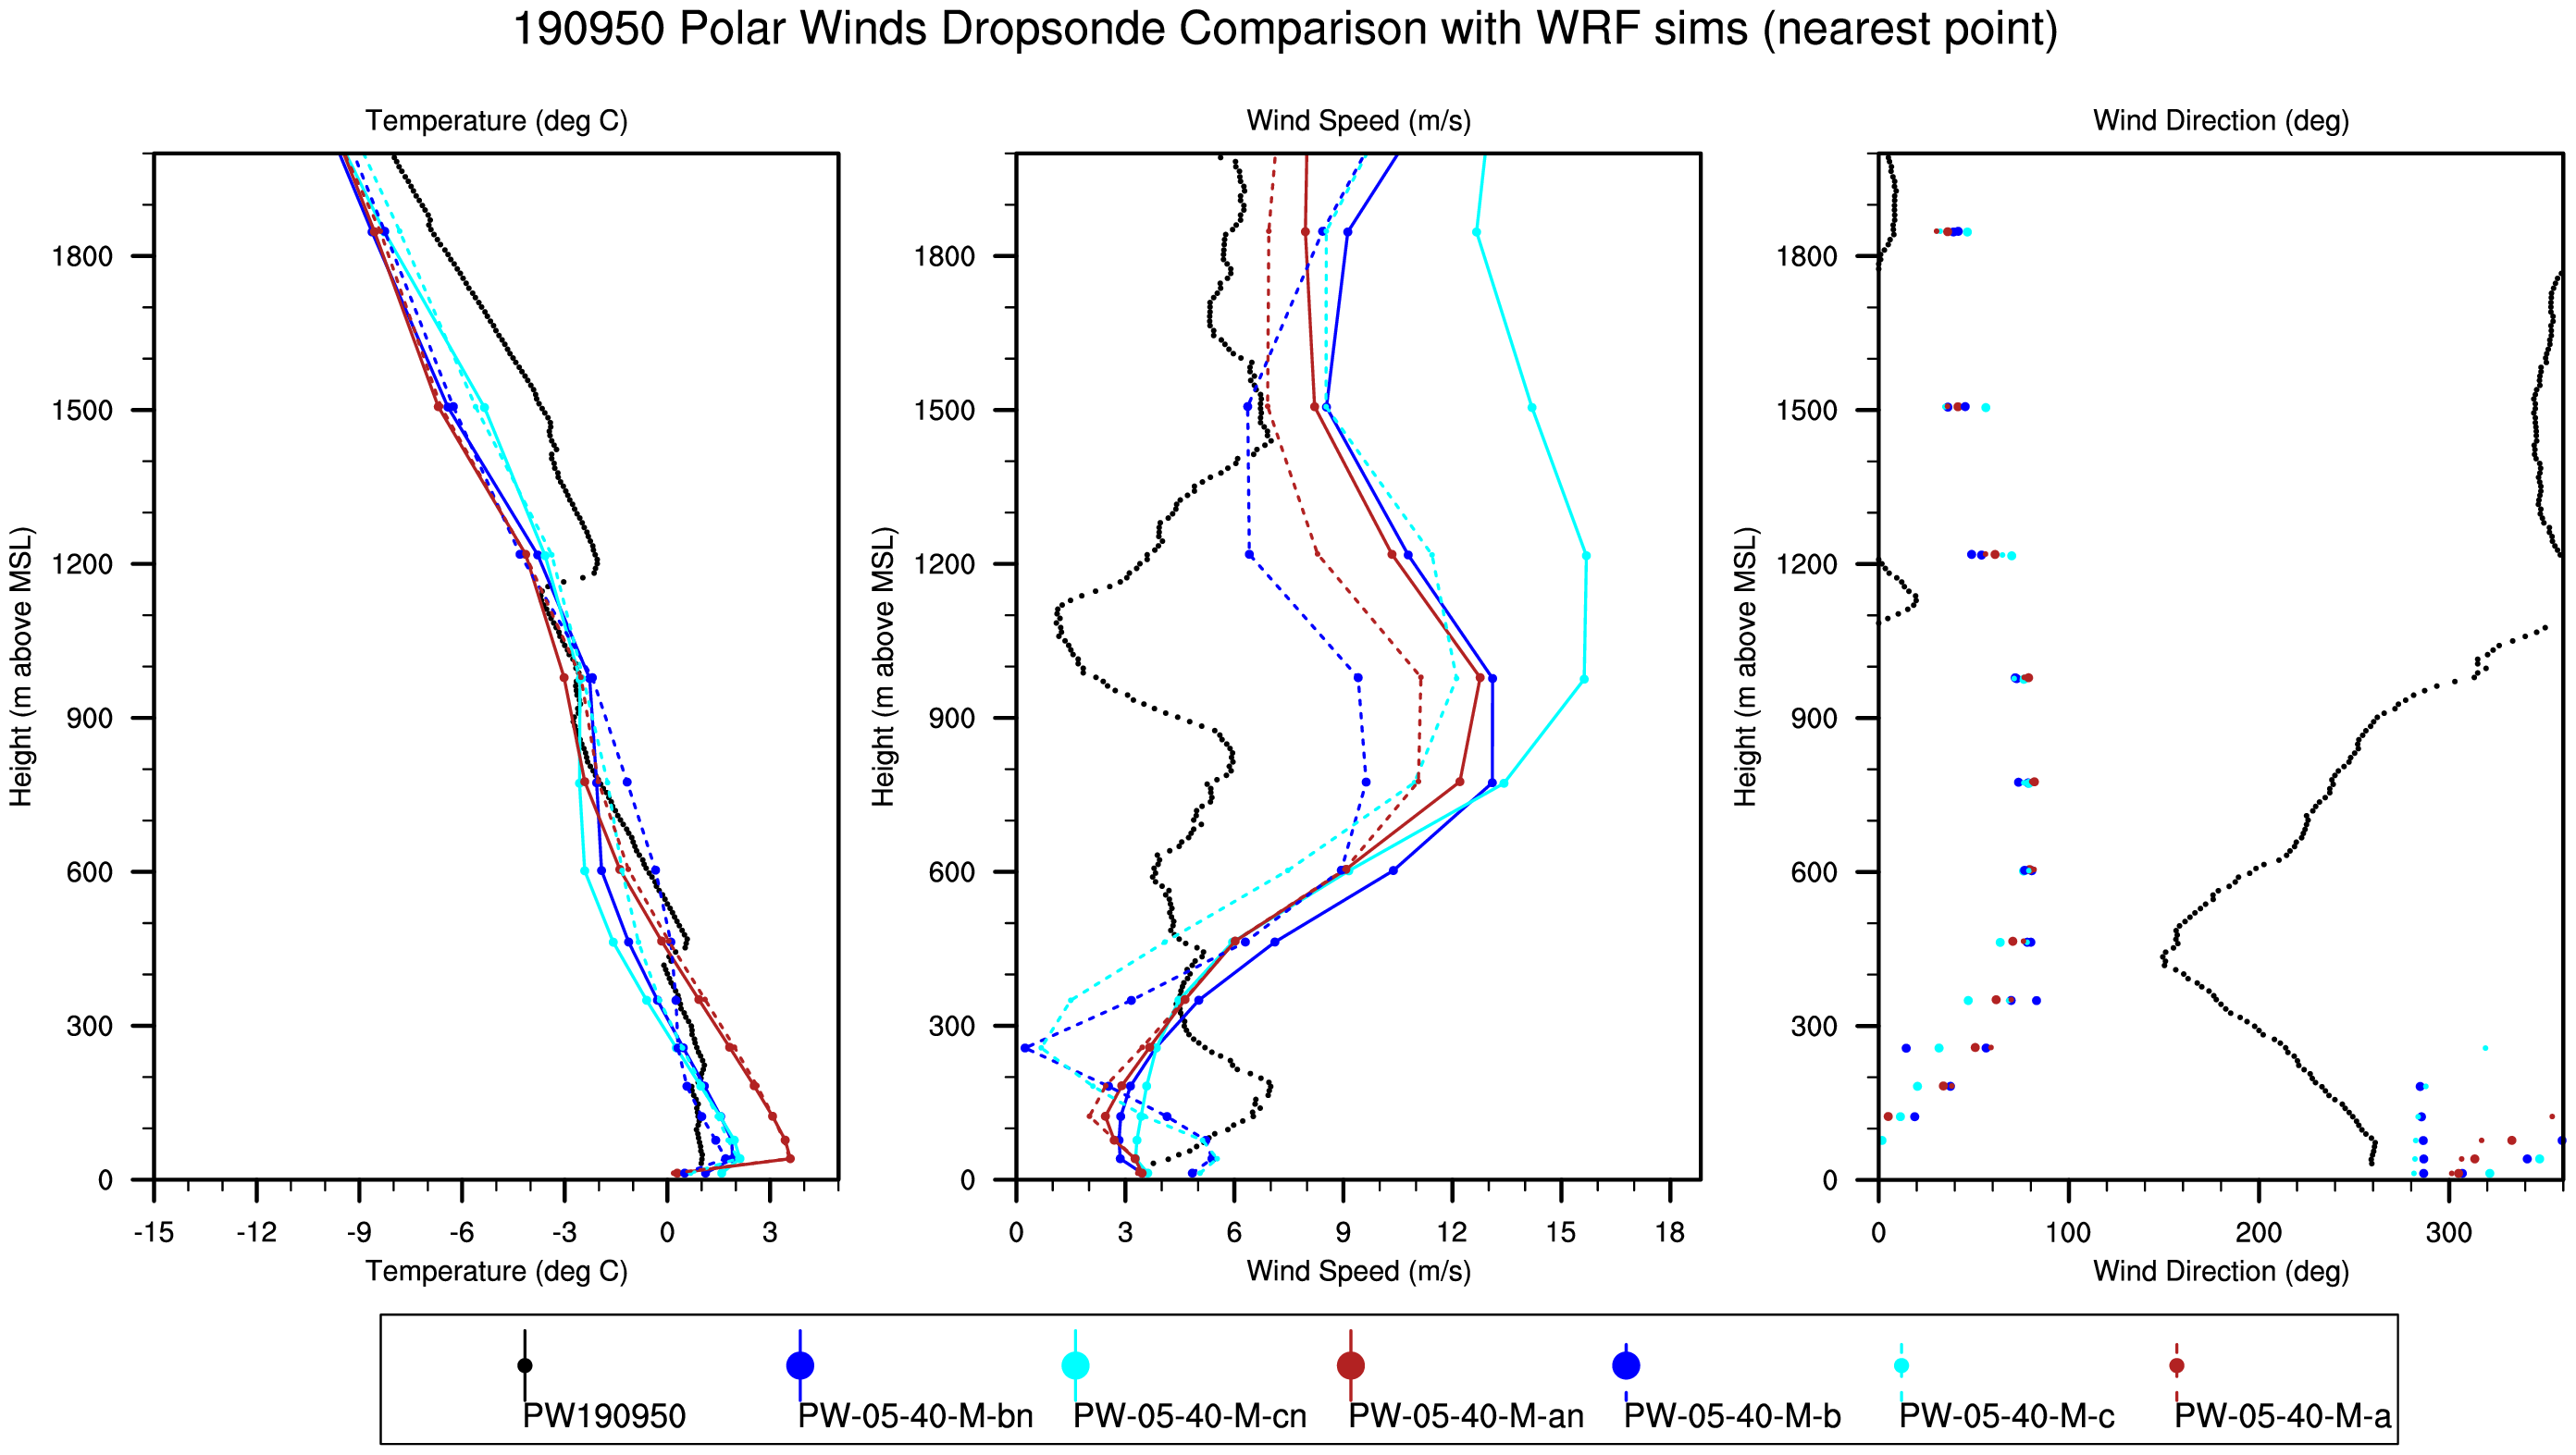 190950 Polar Winds Dropsonde Comparison with WRF sims (nearest point)
Temperature (deg C)
Wind Speed (m/s)
Wind Direction (deg)
Height (m above MSL)
1800
1500
1200
900
600
300
0
-15 -12 -9 -6 -3 0 3
Temperature (deg C)
Height (m above MSL)
1800
1500
1200
900
600
300
0
0 3 6 9 12 15 18
Wind Speed (m/s)
Height (m above MSL)
1800
1500
1200
900
600
300
0
0 100 200 300
Wind Direction (deg)
PW190950 PW-05-40-M-bn PW-05-40-M-cn PW-05-40-M-an PW-05-40-M-b PW-05-40-M-c PW-05-40-M-a